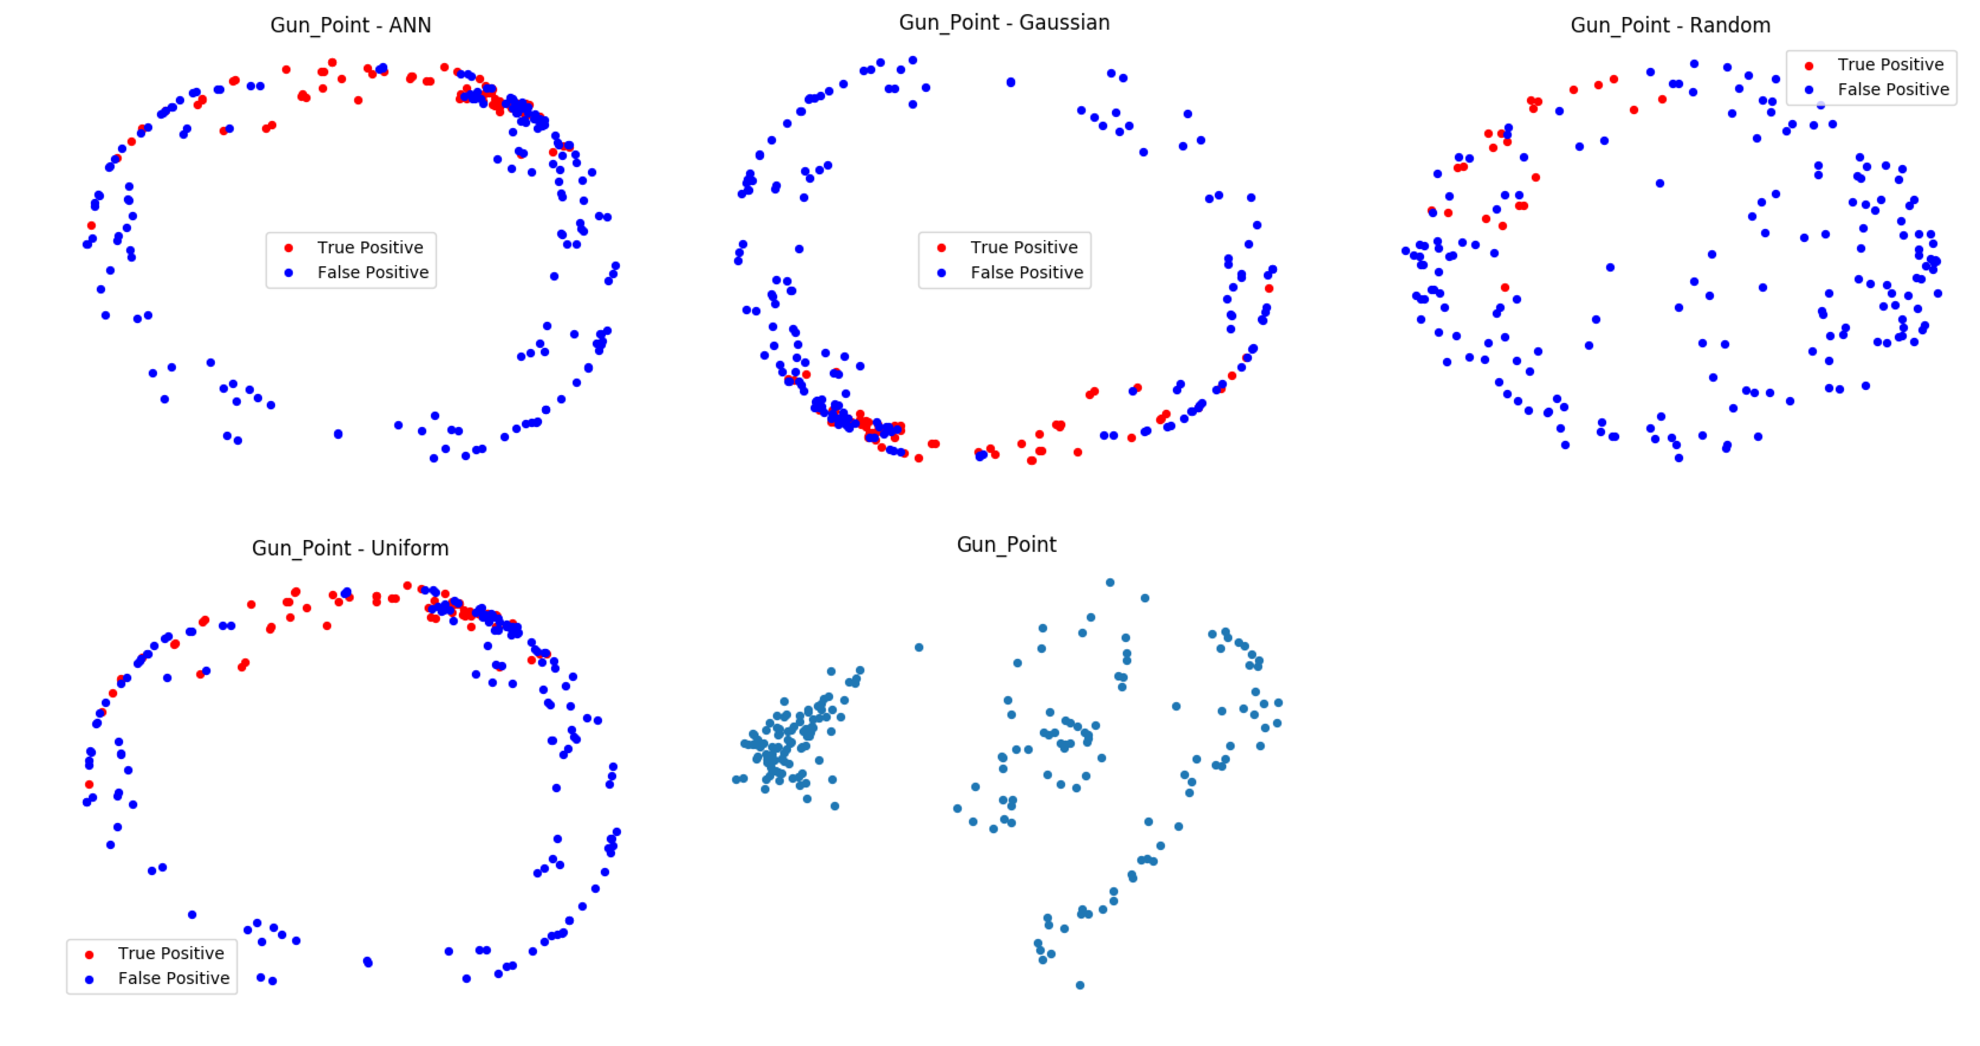 Gun_Point - ANN
True Positive
False Positive
Gun_Point - Gaussian
True Positive
False Positive
Gun_Point - Random
True Positive
False Positive
Gun_Point - Uniform
True Positive
False Positive
Gun_Point